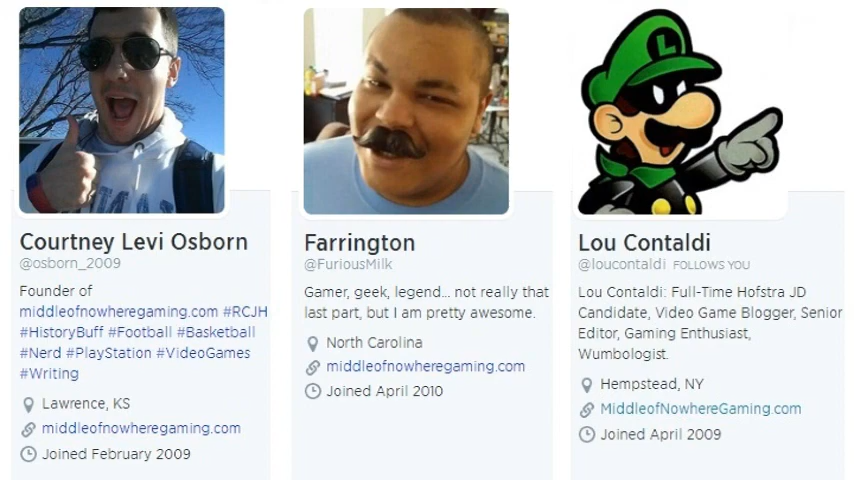 Courtney Levi Osborn
@osborn_2009
Founder of
middleofnowheregaming.com #RCJH
#HistoryBuff #Football #Basketball
#Nerd #PlayStation #VideoGames
#Writing
Lawrence, KS
middleofnowheregaming.com
Joined February 2009
Farrington
@FuriousMilk
Gamer, geek, legend... not really that
last part, but I am pretty awesome.
North Carolina
middleofnowheregaming.com
Joined April 2010
L
Lou Contaldi
@loucontaldi FOLLOWS YOU
Lou Contaldi: Full-Time Hofstra JD
Candidate, Video Game Blogger, Senior
Editor, Gaming Enthusiast,
Wumbologist.
Hempstead, NY
MiddleofNowhereGaming.com
Joined April 2009